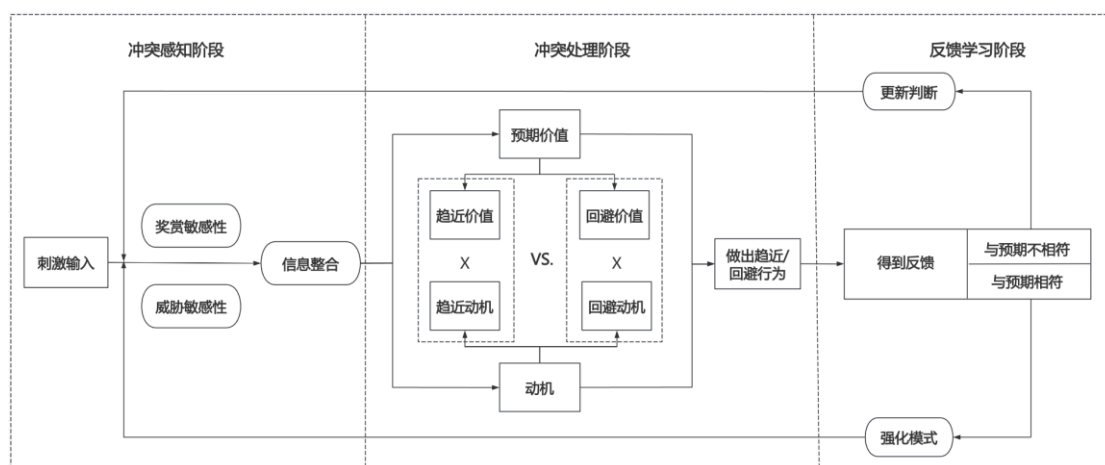 冲突感知阶段
冲突处理阶段
反馈学习阶段
更新判断
预期价值
奖赏敏感性
趋近价值
回避价值
刺激输入
信息整合
X
VS.
X
做出趋近/
回避行为
得到反馈
与预期不相符
与预期相符
威胁敏感性
趋近动机
回避动机
动机
强化模式